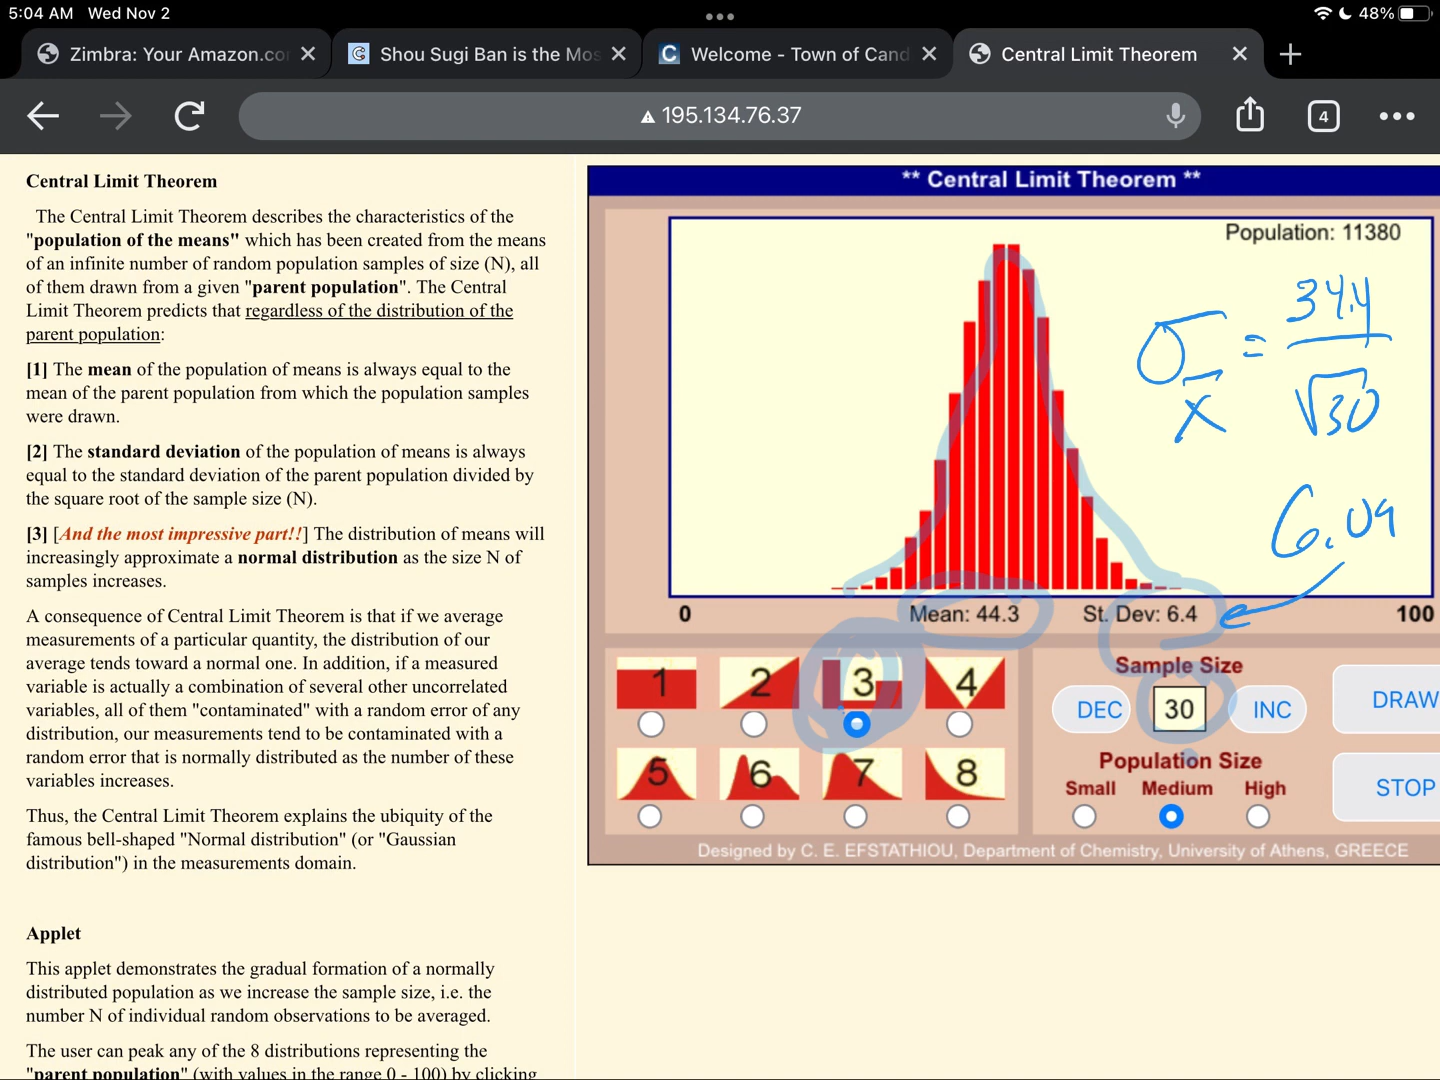 5:04 AM Wed Nov 2
48%
Zimbra: Your Amazon.co
Shou Sugi Ban is the Mos
Welcome - Town of Cand
Central Limit Theorem
195.134.76.37
4
Central Limit Theorem
The Central Limit Theorem describes the characteristics of the
"population of the means" which has been created from the means
of an infinite number of random population samples of size (N), all
of them drawn from a given "parent population". The Central
Limit Theorem predicts that regardless of the distribution of the
parent population:
[1] The mean of the population of means is always equal to the
mean of the parent population from which the population samples
were drawn.
[2] The standard deviation of the population of means is always
equal to the standard deviation of the parent population divided by
the square root of the sample size (N).
[3] [And the most impressive part!!] The distribution of means will
increasingly approximate a normal distribution as the size N of
samples increases.
A consequence of Central Limit Theorem is that if we average
measurements of a particular quantity, the distribution of our
average tends toward a normal one. In addition, if a measured
variable is actually a combination of several other uncorrelated
variables, all of them "contaminated" with a random error of any
distribution, our measurements tend to be contaminated with a
random error that is normally distributed as the number of these
variables increases.
Thus, the Central Limit Theorem explains the ubiquity of the
famous bell-shaped "Normal distribution" (or "Gaussian
distribution") in the measurements domain.
Applet
This applet demonstrates the gradual formation of a normally
distributed population as we increase the sample size, i.e. the
number N of individual random observations to be averaged.
The user can peak any of the 8 distributions representing the
"parent population" (with values in the range 0 - 100) by clicking
** Central Limit Theorem **
Population: 11380
σx̄ = 34.4
√30
6.09
0 Mean: 44.3 St. Dev: 6.4 100
1 2 3 4
5 6 7 8
Sample Size
DEC 30 INC
Population Size
Small Medium High
DRAW
STOP
Designed by C. E. EFSTATHIOU, Department of Chemistry, University of Athens, GREECE